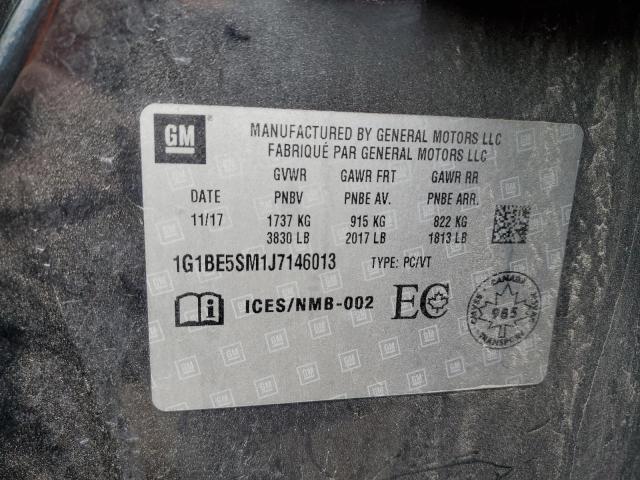 GM
MANUFACTURED BY GENERAL MOTORS LLC
FABRIQUÉ PAR GENERAL MOTORS LLC
GVWR GAWR FRT GAWR RR
DATE PNBV PNBE AV. PNBE ARR.
11/17 1737 KG 915 KG 822 KG
3830 LB 2017 LB 1813 LB
1G1BE5SM1J7146013 TYPE: PC/VT
i ICES/NMB-002 EC
CANADA
985
TRANSPORT